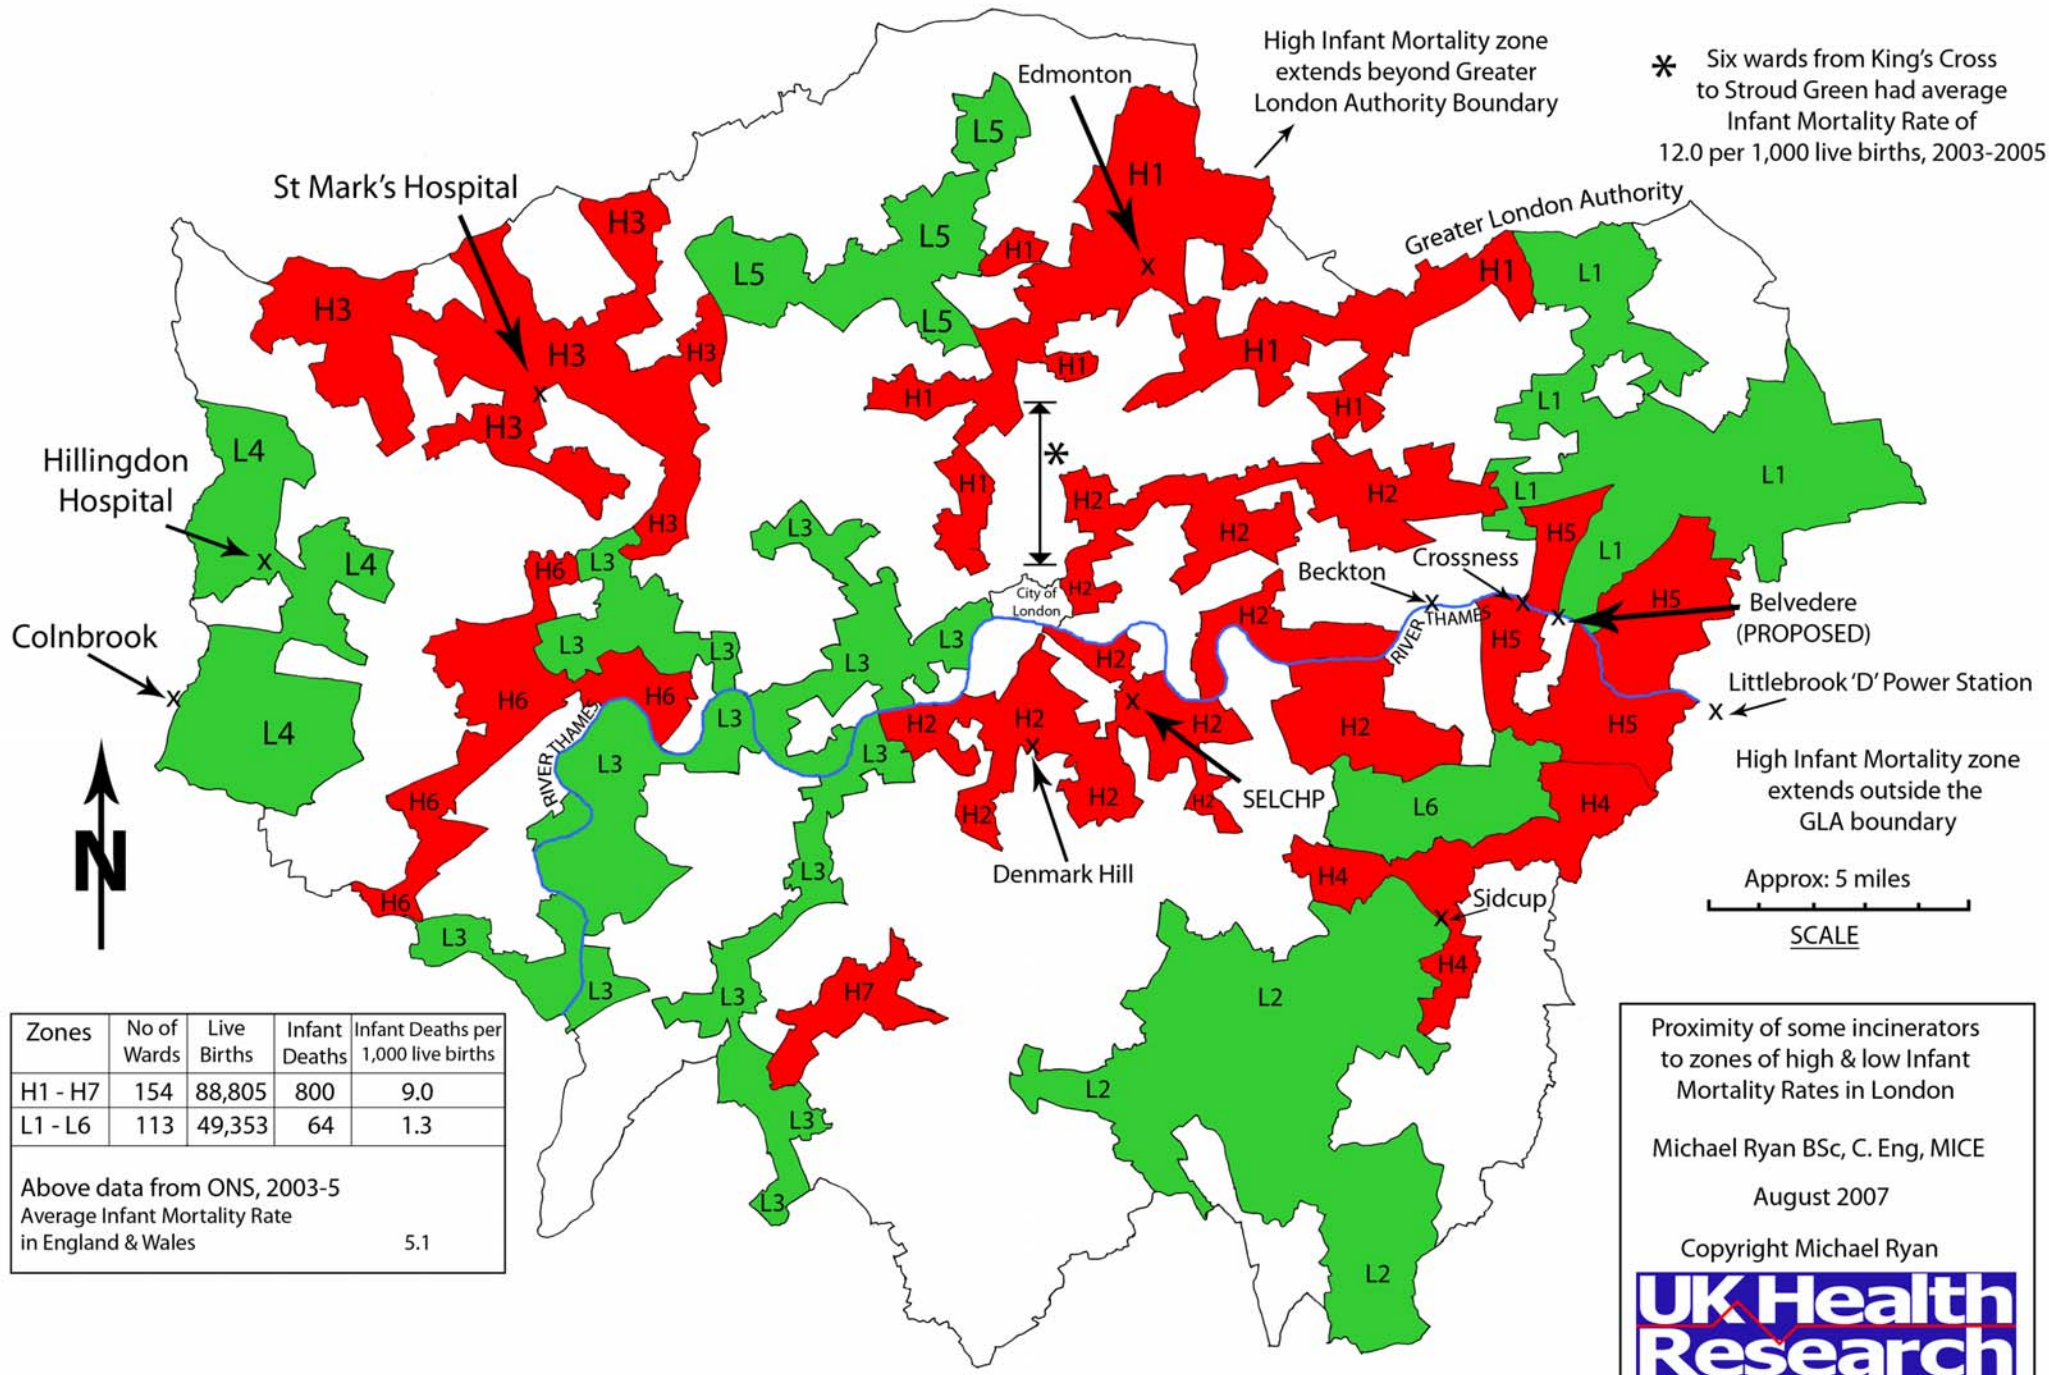 High Infant Mortality zone
extends beyond Greater
London Authority Boundary
*
Six wards from King's Cross
to Stroud Green had average
Infant Mortality Rate of
12.0 per 1,000 live births, 2003-2005
Edmonton
St Mark's Hospital
Greater London Authority
L5
H1
H3
L5
H1
L5
H1
L1
H3
L5
H3
H3
H1
H1
H1
L1
H1
H3
*
L4
L1
H1
H2
H2
L1
Hillingdon
Hospital
x
H3
L3
H2
H5
L1
L4
x
H6
L3
Crossness
Beckton
x
x
x
City of
London
H2
H2
H5
Belvedere
(PROPOSED)
RIVER THAMES
Colnbrook
x
L3
L3
L3
L3
H2
H5
H6
H6
L4
RIVER THAMES
L3
L3
H2
H2
x
H2
H2
H5
Littlebrook 'D' Power Station
x
L3
x
H6
H2
H2
H2
SELCHP
L6
H4
High Infant Mortality zone
extends outside the
GLA boundary
N
Denmark Hill
L3
H4
Sidcup
x
H6
L3
Approx: 5 miles
SCALE
H4
L3
L3
H7
L2
L2
L3
L3
L2
Zones
No of
Wards
Live
Births
Infant
Deaths
Infant Deaths per
1,000 live births
H1 - H7 154 88,805 800 9.0
L1 - L6 113 49,353 64 1.3
Above data from ONS, 2003-5
Average Infant Mortality Rate
in England & Wales 5.1
Proximity of some incinerators
to zones of high & low Infant
Mortality Rates in London
Michael Ryan BSc, C. Eng, MICE
August 2007
Copyright Michael Ryan
UK Health
Research